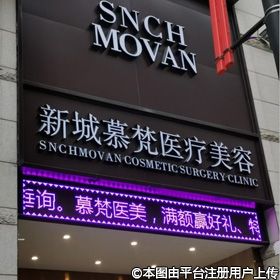 SNCH
MOVAN
新城慕梵医疗美容
SNCHMOVAN COSMETIC SURGERY CLINIC
询。慕梵医美，满额赢好礼、
©本图由平台注册用户上传